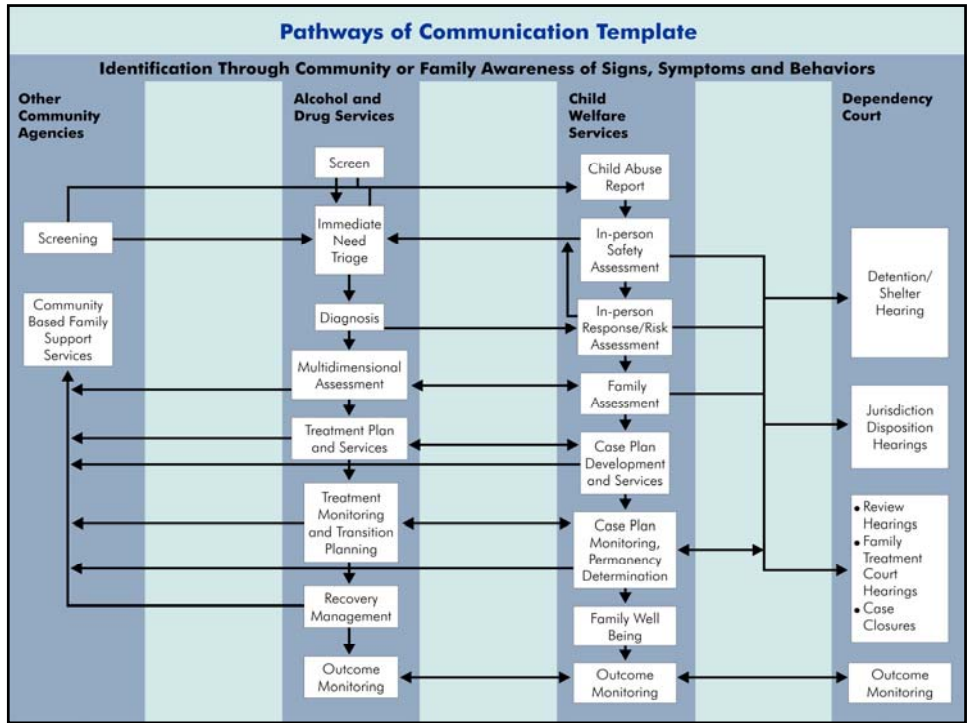 Pathways of Communication Template
Identification Through Community or Family Awareness of Signs, Symptoms and Behaviors
Other
Community
Agencies
Screening
Community
Based Family
Support
Services
Alcohol and
Drug Services
Screen
Immediate
Need
Triage
Diagnosis
Multidimensional
Assessment
Treatment Plan
and Services
Treatment
Monitoring
and Transition
Planning
Recovery
Management
Outcome
Monitoring
Child
Welfare
Services
Child Abuse
Report
In-person
Safety
Assessment
In-person
Response/Risk
Assessment
Family
Assessment
Case Plan
Development
and Services
Case Plan
Monitoring,
Permanency
Determination
Family Well
Being
Outcome
Monitoring
Dependency
Court
Detention/
Shelter
Hearing
Jurisdiction
Disposition
Hearings
• Review
Hearings
• Family
Treatment
Court
Hearings
• Case
Closures
Outcome
Monitoring